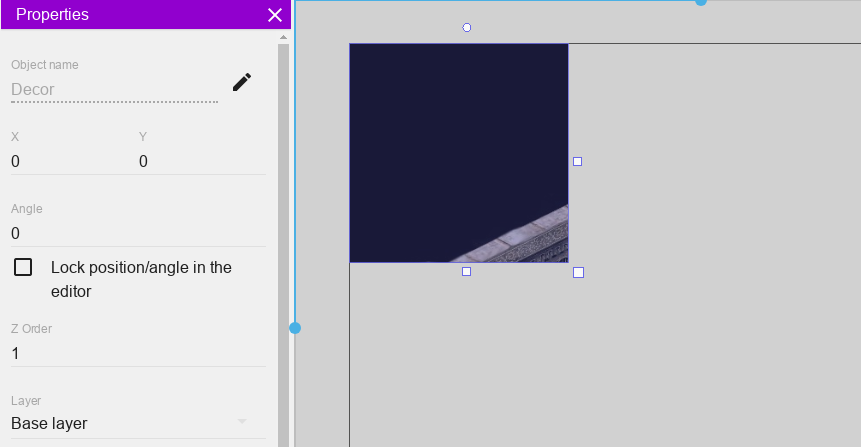 Properties
Object name
Decor
X Y
0 0
Angle
0
Lock position/angle in the
editor
Z Order
1
Layer
Base layer